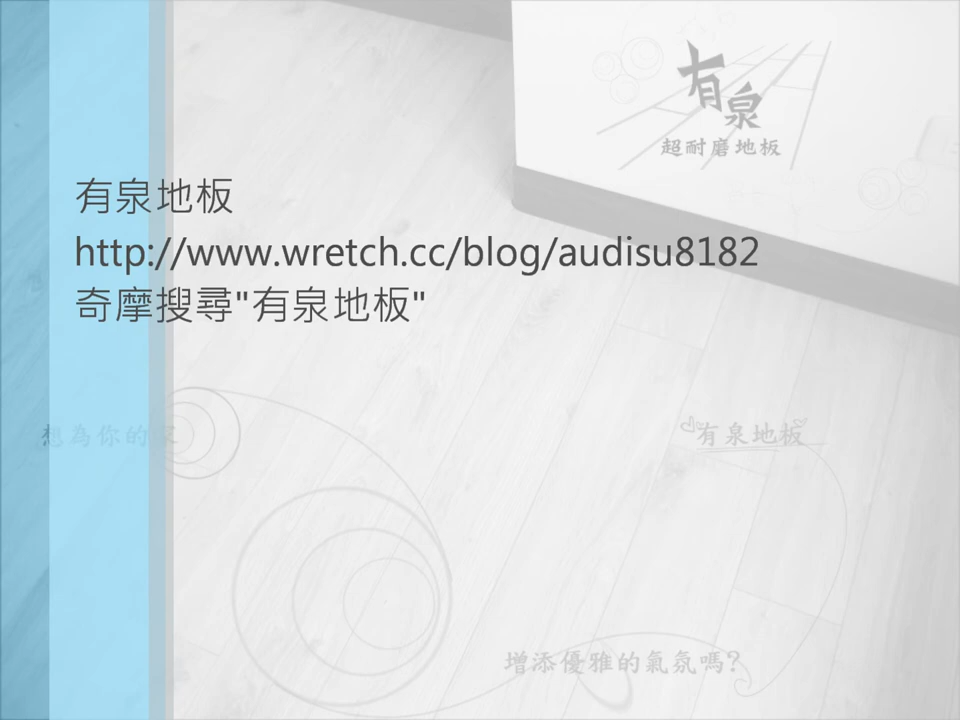 有泉
超耐磨地板
有泉地板
http://www.wretch.cc/blog/audisu8182
奇摩搜尋"有泉地板"
想為你的家
有泉地板
增添優雅的氣氛嗎?